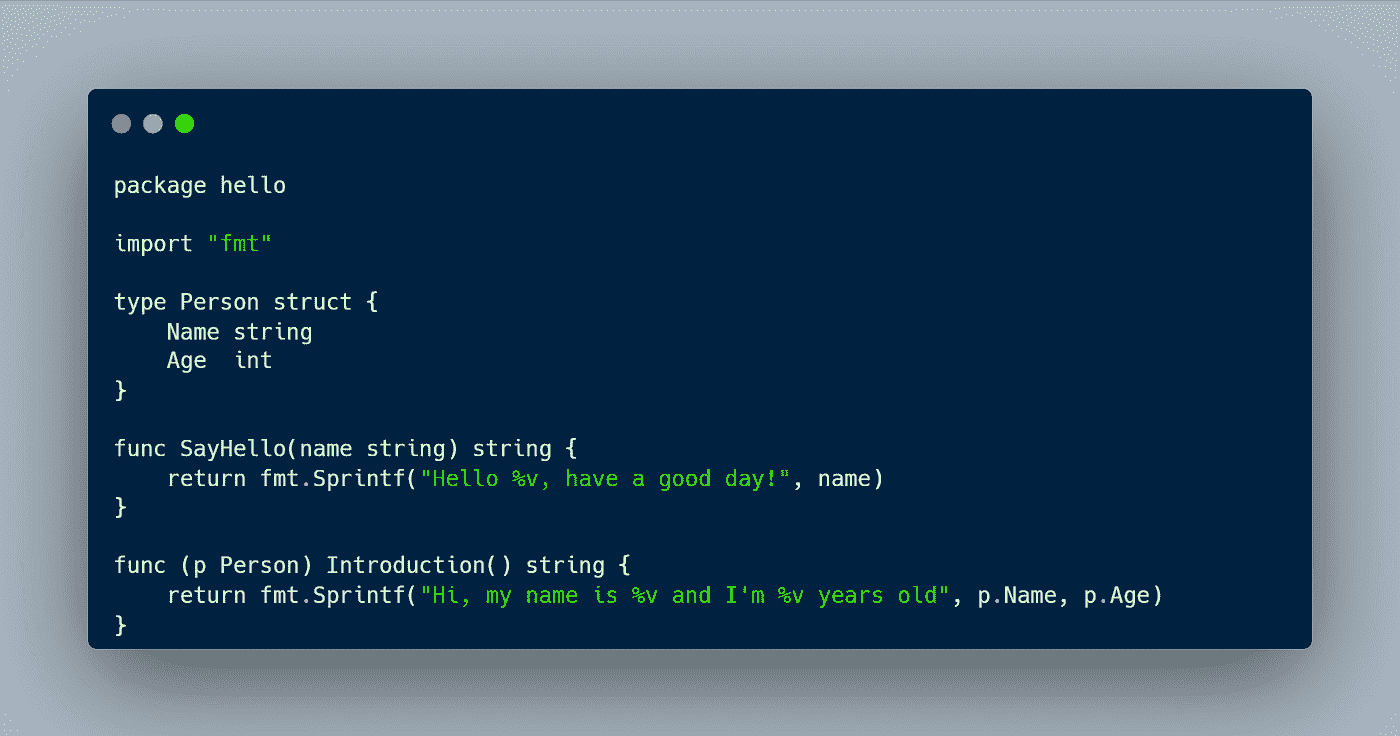 package hello
import "fmt"
type Person struct {
    Name string
    Age  int
}
func SayHello(name string) string {
    return fmt.Sprintf("Hello %v, have a good day!", name)
}
func (p Person) Introduction() string {
    return fmt.Sprintf("Hi, my name is %v and I'm %v years old", p.Name, p.Age)
}